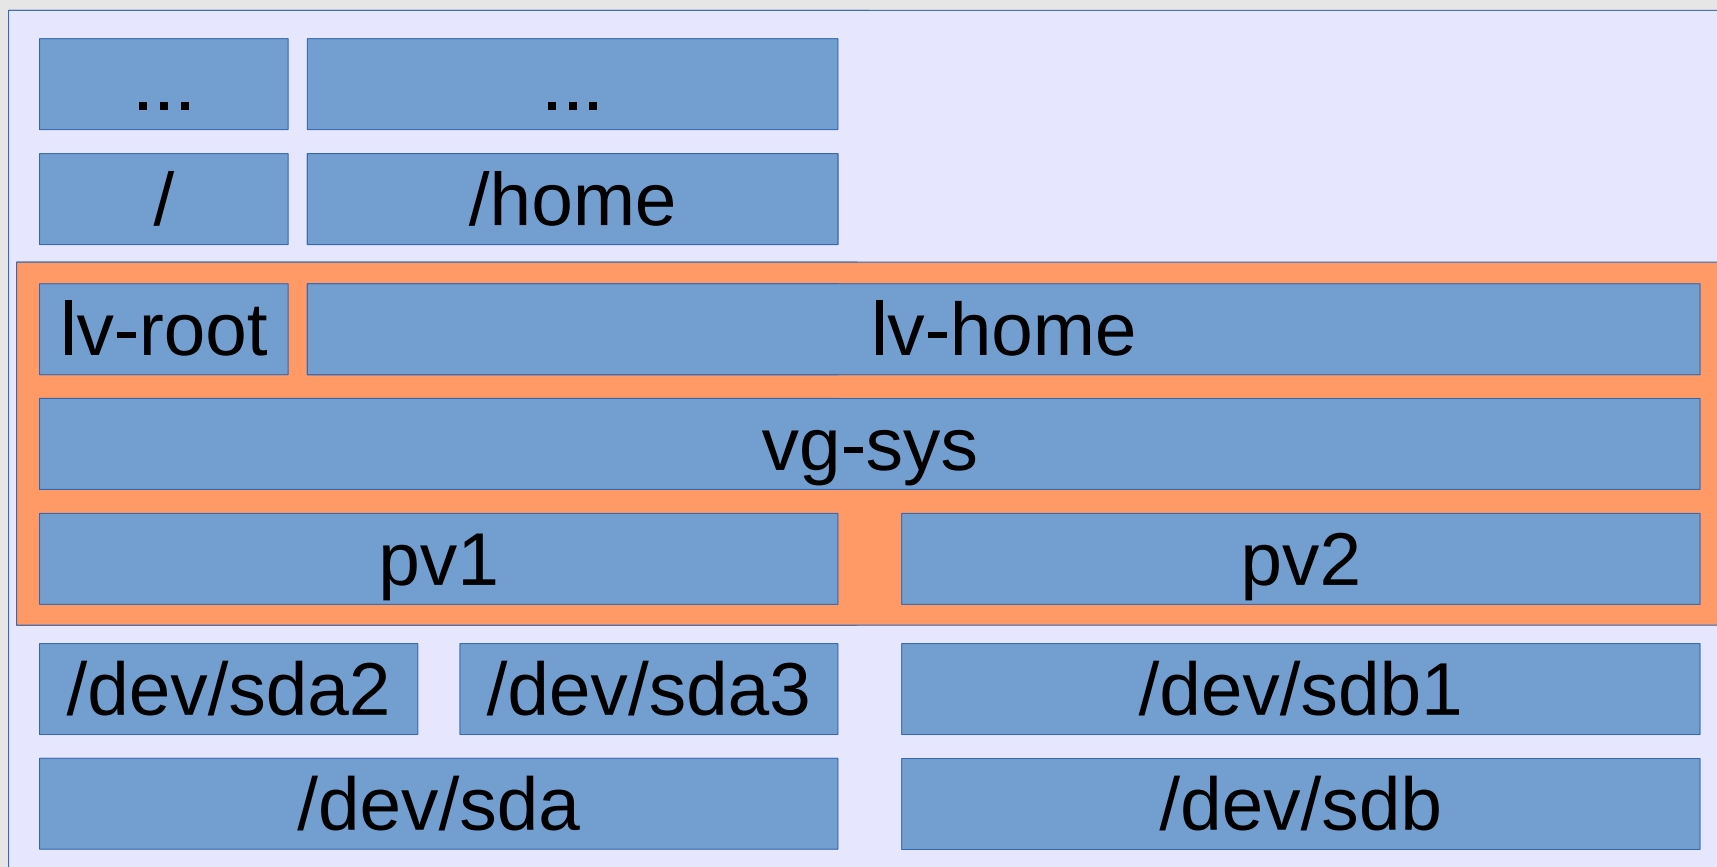 ... ...
/ /home
lv-root lv-home
vg-sys
pv1 pv2
/dev/sda2 /dev/sda3 /dev/sdb1
/dev/sda /dev/sdb